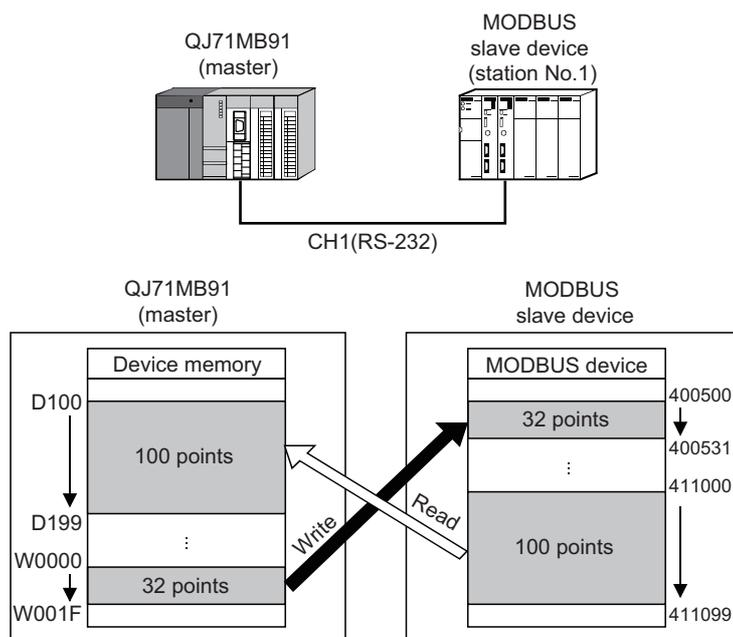 QJ71MB91
(master)
MODBUS
slave device
(station No.1)
CH1(RS-232)
QJ71MB91
(master)
MODBUS
slave device
Device memory
MODBUS device
D100
100 points
D199
W0000
32 points
W001F
Write
Read
400500
32 points
400531
411000
100 points
411099